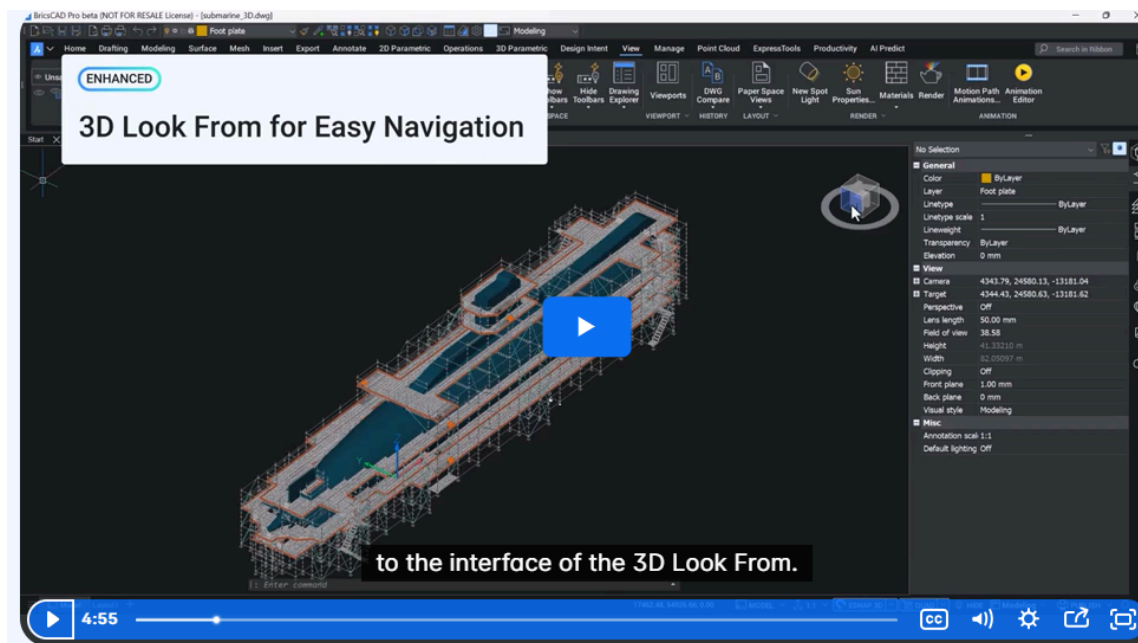 BricsCAD Pro beta (NOT FOR RESALE License) - [submarine_3D.dwg]
Foot plate
Modeling
Home Drafting Modeling Surface Mesh Insert Export Annotate 2D Parametric Operations 3D Parametric Design Intent View Manage Point Cloud ExpressTools Productivity AI Predict
Search in Ribbon
ENHANCED
3D Look From for Easy Navigation
Hide Toolbars
Drawing Explorer
Viewports
DWG Compare
Paper Space Views
New Spot Light
Sun Properties...
Materials
Render
Motion Path Animations...
Animation Editor
VIEWPORT HISTORY LAYOUT RENDER ANIMATION
Start
No Selection
General
Color ByLayer
Layer Foot plate
Linetype ByLayer
Linetype scale 1
Lineweight ByLayer
Transparency ByLayer
Elevation 0 mm
View
Camera 4343.79, 24580.13, -13181.04
Target 4344.43, 24580.63, -13181.62
Perspective Off
Lens length 50.00 mm
Field of view 38.58
Height 41.33210 m
Width 82.05097 m
Clipping Off
Front plane 1.00 mm
Back plane 0 mm
Visual style Modeling
Misc
Annotation scal 1:1
Default lighting Off
to the interface of the 3D Look From.
: Enter command
4:55
CC